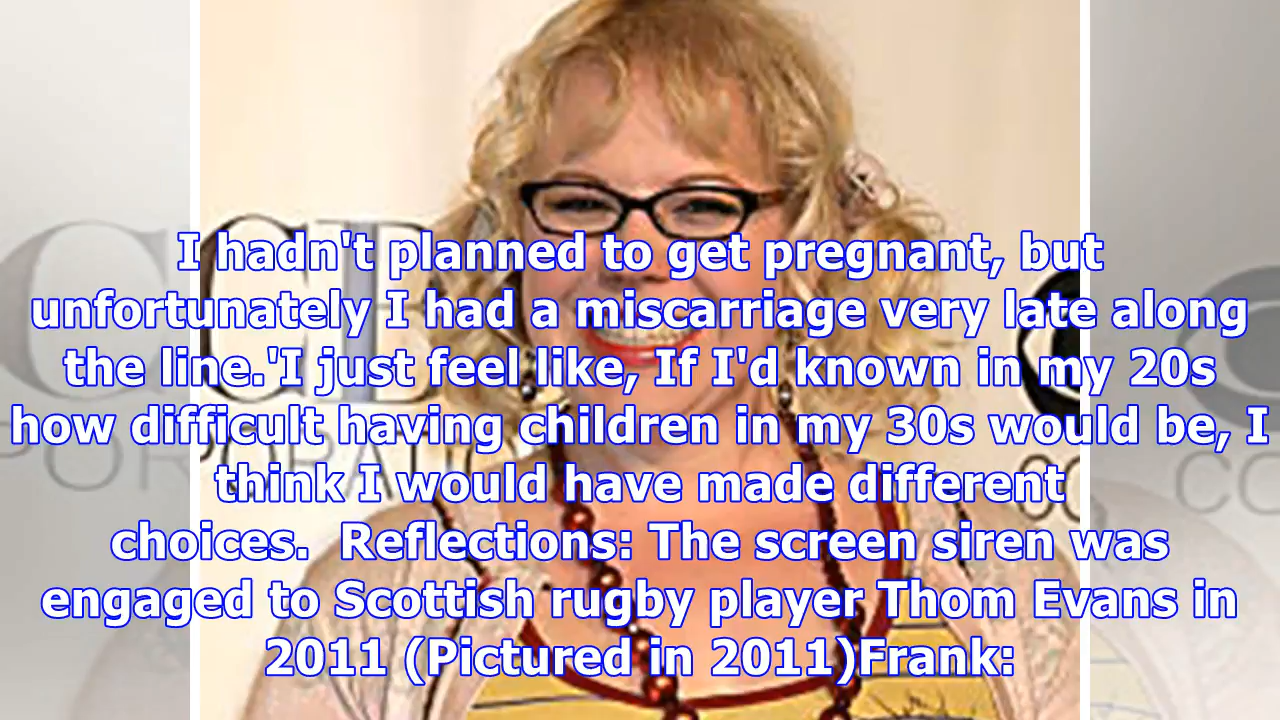 I hadn't planned to get pregnant, but
unfortunately I had a miscarriage very late along
the line.'I just feel like, If I'd known in my 20s
how difficult having children in my 30s would be, I
think I would have made different
choices.  Reflections: The screen siren was
engaged to Scottish rugby player Thom Evans in
2011 (Pictured in 2011)Frank: